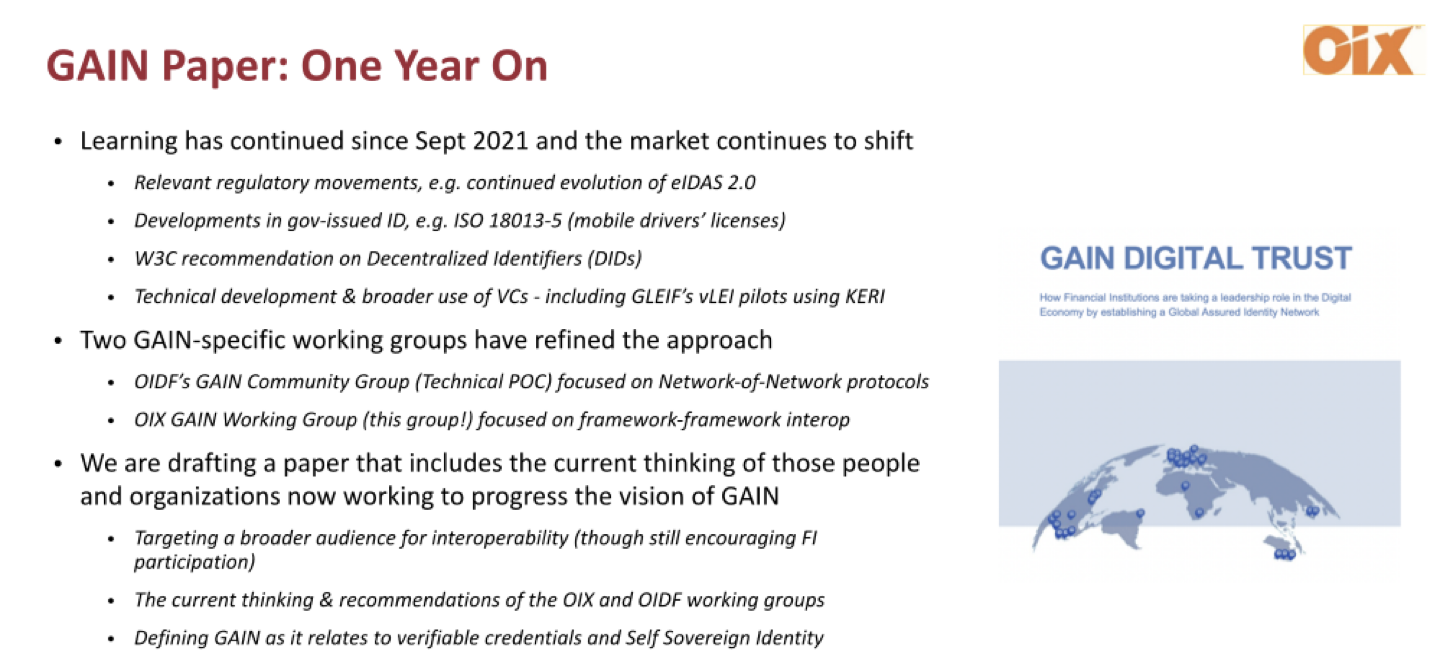 GAIN Paper: One Year On
OIX
• Learning has continued since Sept 2021 and the market continues to shift
• Relevant regulatory movements, e.g. continued evolution of eIDAS 2.0
• Developments in gov-issued ID, e.g. ISO 18013-5 (mobile drivers’ licenses)
• W3C recommendation on Decentralized Identifiers (DIDs)
• Technical development & broader use of VCs - including GLEIF’s vLEI pilots using KERI
• Two GAIN-specific working groups have refined the approach
• OIDF’s GAIN Community Group (Technical POC) focused on Network-of-Network protocols
• OIX GAIN Working Group (this group!) focused on framework-framework interop
• We are drafting a paper that includes the current thinking of those people
and organizations now working to progress the vision of GAIN
• Targeting a broader audience for interoperability (though still encouraging FI
participation)
• The current thinking & recommendations of the OIX and OIDF working groups
• Defining GAIN as it relates to verifiable credentials and Self Sovereign Identity
GAIN DIGITAL TRUST
How Financial Institutions are taking a leadership role in the Digital
Economy by establishing a Global Assured Identity Network